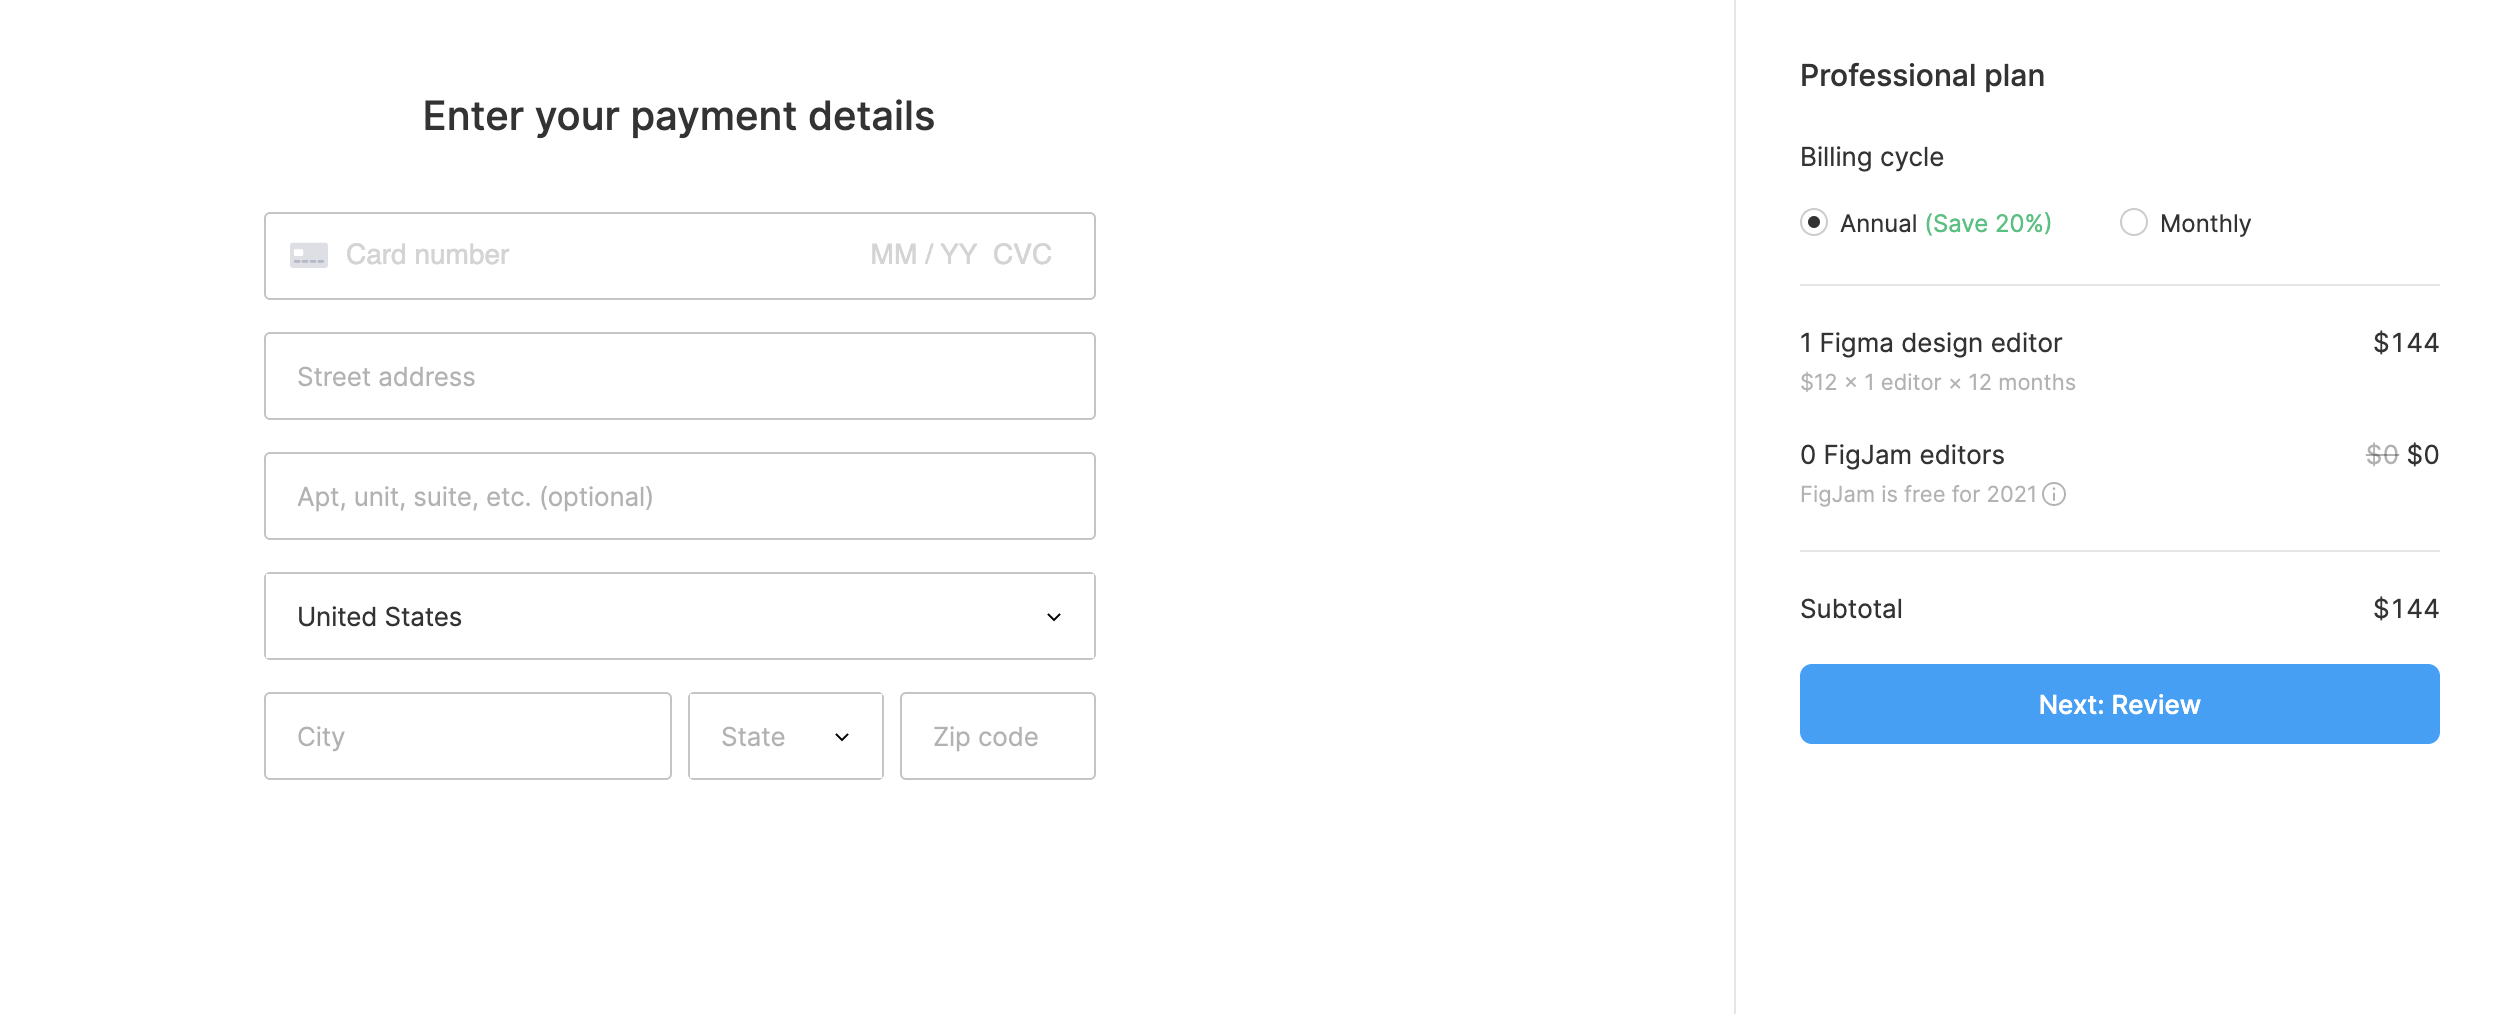 Enter your payment details
Card number MM / YY CVC
Street address
Apt, unit, suite, etc. (optional)
United States
City State Zip code
Professional plan
Billing cycle
Annual (Save 20%) Monthly
1 Figma design editor $144
$12 × 1 editor × 12 months
0 FigJam editors $0 $0
FigJam is free for 2021
Subtotal $144
Next: Review